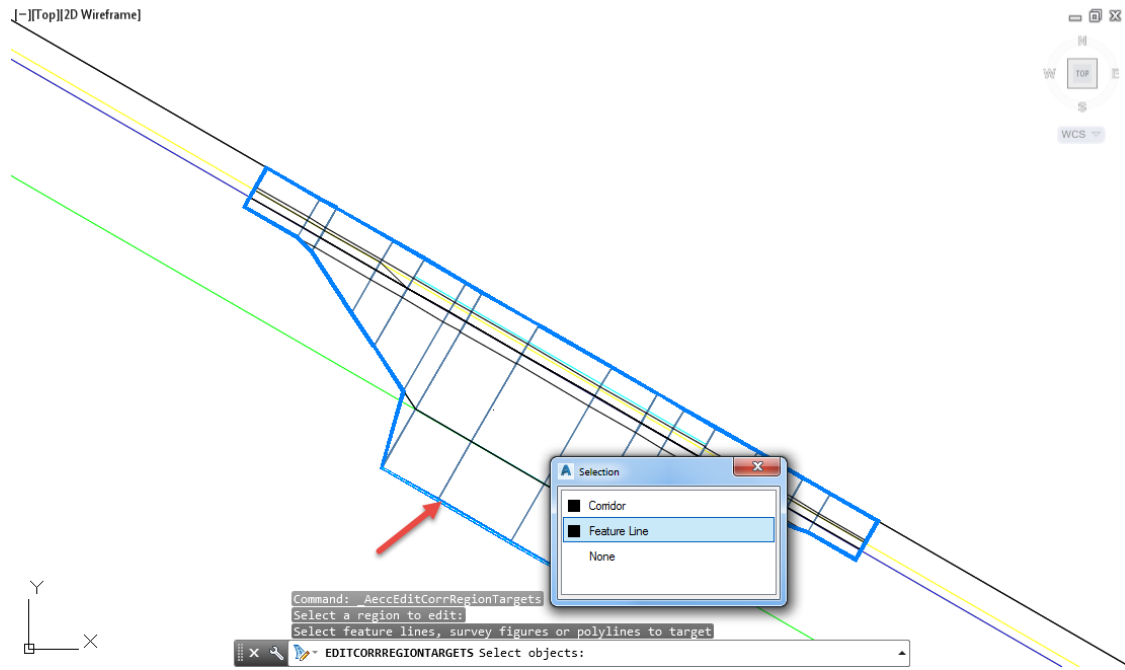 [−][Top][2D Wireframe]
N
W
TOP
E
S
WCS
Selection
Corridor
Feature Line
None
Y
X
Command: _AeccEditCorrRegionTargets
Select a region to edit:
Select feature lines, survey figures or polylines to target
EDITCORRREGIONTARGETS Select objects: